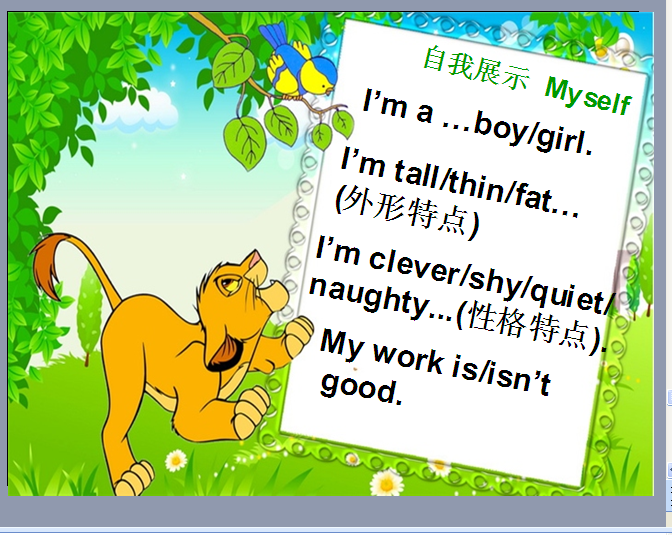 自我展示 Myself
I’m a …boy/girl.
I’m tall/thin/fat…
(外形特点)
I’m clever/shy/quiet/
naughty...(性格特点).
My work is/isn’t
good.